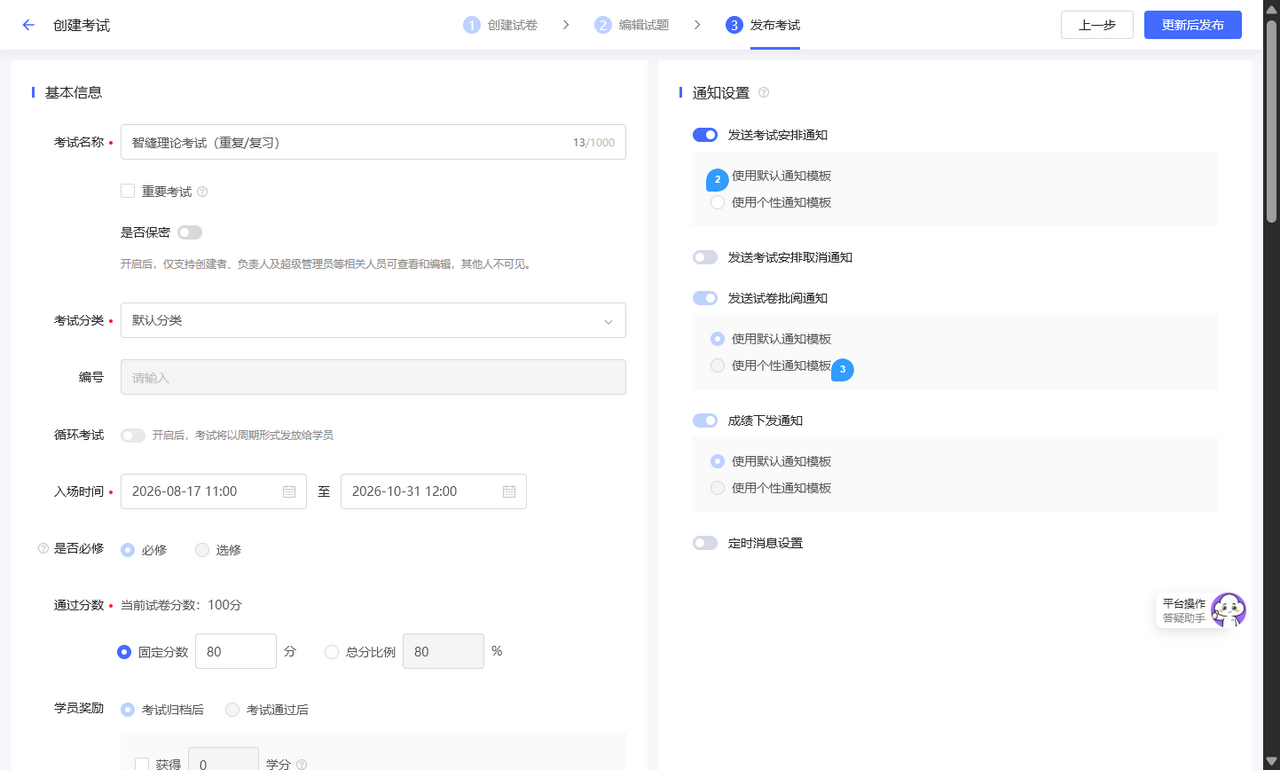 创建考试
1 创建试卷
2 编辑试题
3 发布考试
上一步
更新后发布
基本信息
考试名称
智缝理论考试（重复/复习）
13/1000
重要考试
是否保密
开启后，仅支持创建者、负责人及超级管理员等相关人员可查看和编辑，其他人不可见。
考试分类
默认分类
编号
请输入
循环考试
开启后，考试将以周期形式发放给学员
入场时间
2026-08-17 11:00
至
2026-10-31 12:00
是否必修
必修
选修
通过分数
当前试卷分数：100分
固定分数
80
分
总分比例
80
%
学员奖励
考试归档后
考试通过后
获得
0
学分
通知设置
发送考试安排通知
2
使用默认通知模板
使用个性通知模板
发送考试安排取消通知
发送试卷批阅通知
使用默认通知模板
使用个性通知模板
3
成绩下发通知
使用默认通知模板
使用个性通知模板
定时消息设置
平台操作
答疑助手